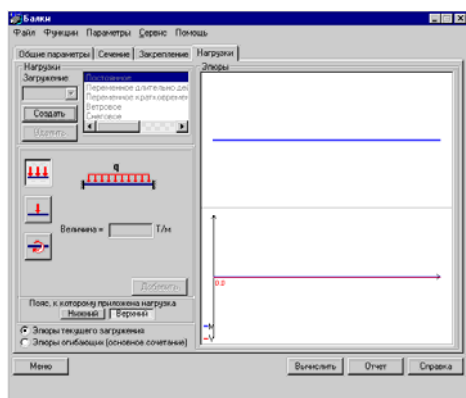 Балки
Файл Функции Параметры Сервис Помощь
Общие параметры Сечение Закрепление Нагрузки
Нагрузки
Загружение
Постоянное
Переменное длительно дей
Переменное кратковремен
Ветровое
Снеговое
Создать
Удалить
q
Величина = Т/м
Добавить
Пояс, к которому приложена нагрузка
Нижний Верхний
Эпюры текущего загружения
Эпюры огибающих (основное сочетание)
Эпюры
0.0
M
V
Меню Вычислить Отчет Справка